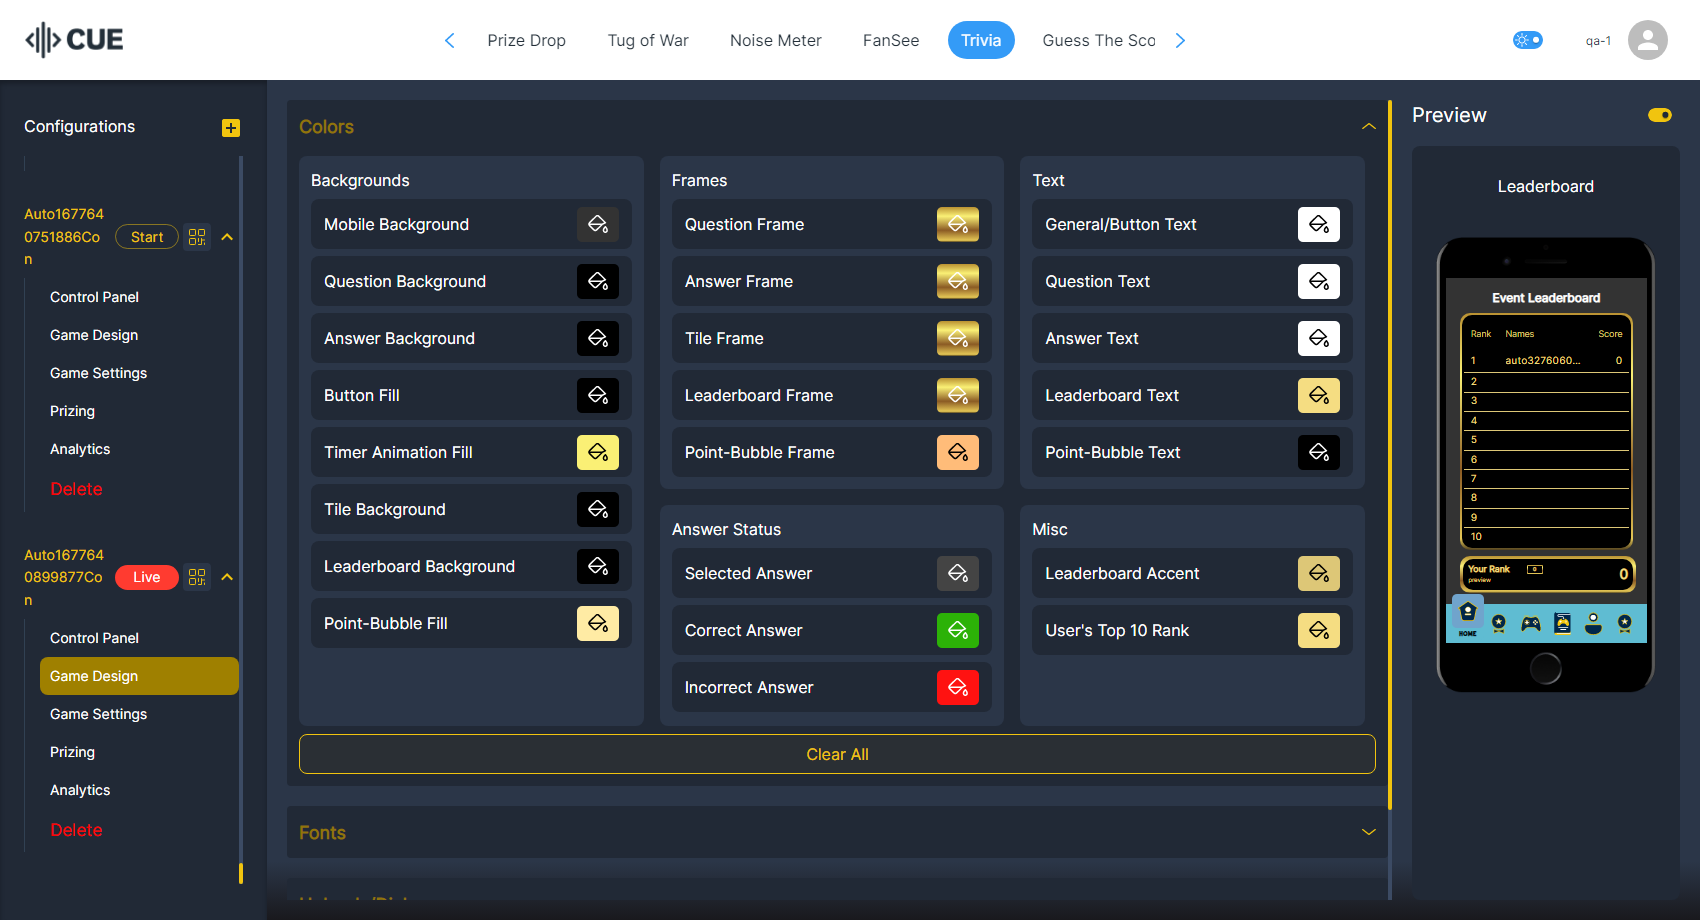 CUE
Prize Drop
Tug of War
Noise Meter
FanSee
Trivia
Guess The Sco
qa-1
Configurations
Auto167764
0751886Co
n
Start
Control Panel
Game Design
Game Settings
Prizing
Analytics
Delete
Auto167764
0899877Co
n
Live
Control Panel
Game Design
Game Settings
Prizing
Analytics
Delete
Colors
Backgrounds
Mobile Background
Question Background
Answer Background
Button Fill
Timer Animation Fill
Tile Background
Leaderboard Background
Point-Bubble Fill
Frames
Question Frame
Answer Frame
Tile Frame
Leaderboard Frame
Point-Bubble Frame
Answer Status
Selected Answer
Correct Answer
Incorrect Answer
Text
General/Button Text
Question Text
Answer Text
Leaderboard Text
Point-Bubble Text
Misc
Leaderboard Accent
User's Top 10 Rank
Clear All
Fonts
Preview
Leaderboard
Event Leaderboard
Rank Names Score
1 auto3276060... 0
2
3
4
5
6
7
8
9
10
Your Rank 0 0
preview
HOME